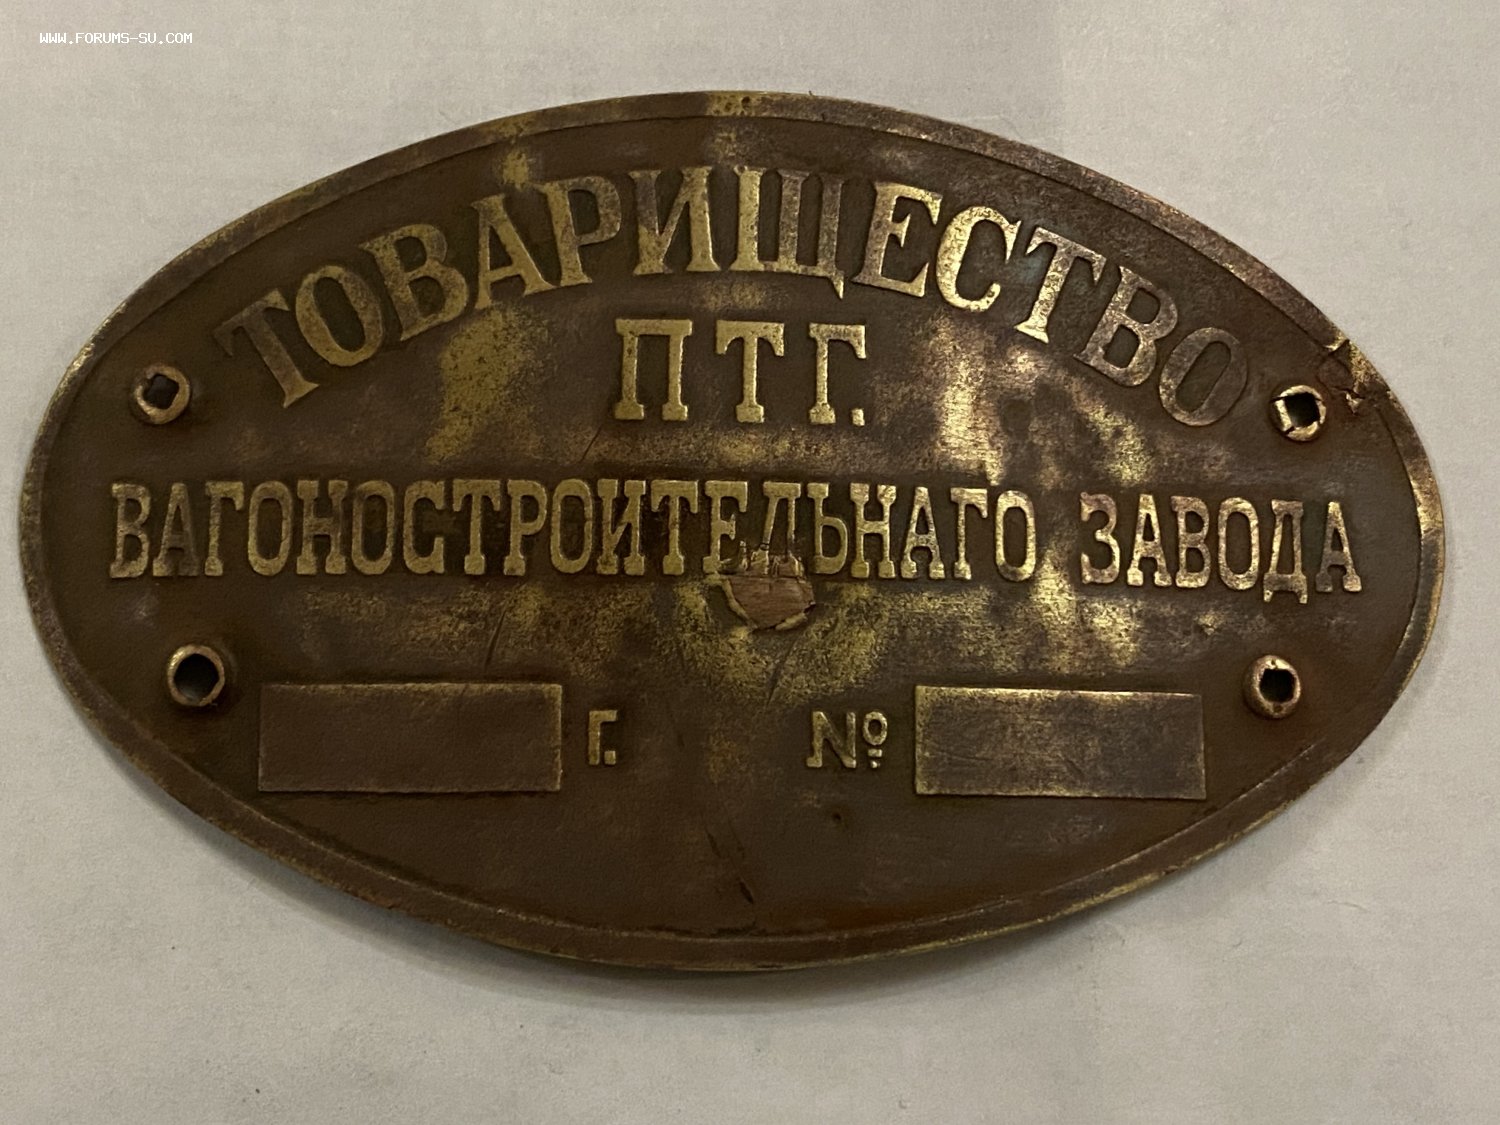 WWW.FORUMS-SU.COM
ТОВАРИЩЕСТВО
ПТГ.
ВАГОНОСТРОИТЕЛЬНАГО ЗАВОДА
Г. №